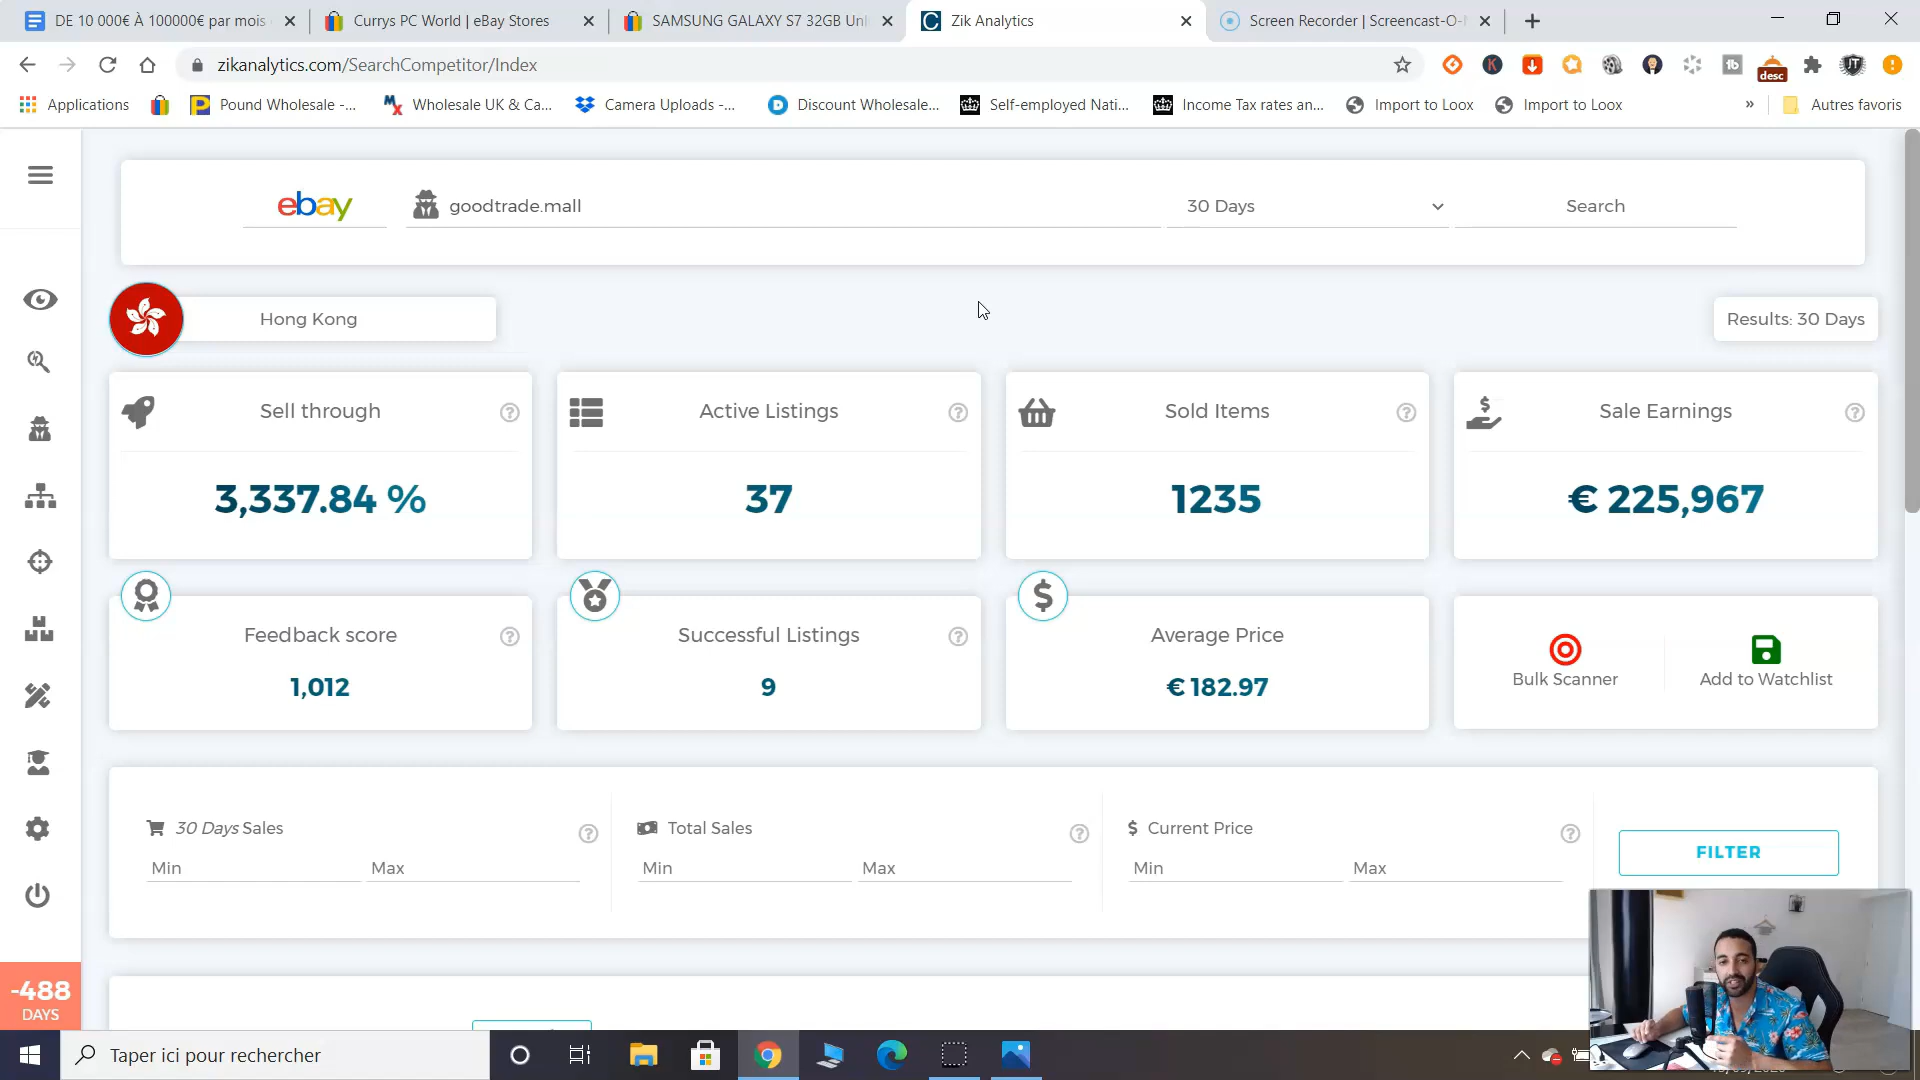 DE 10 000€ À 100000€ par mois
Currys PC World | eBay Stores
SAMSUNG GALAXY S7 32GB Unl
Zik Analytics
Screen Recorder | Screencast-O-
zikanalytics.com/SearchCompetitor/Index
desc
Applications
Pound Wholesale -...
Wholesale UK & Ca...
Camera Uploads -...
Discount Wholesale...
Self-employed Nati...
Income Tax rates an...
Import to Loox
Import to Loox
»
Autres favoris
ebay
goodtrade.mall
30 Days
Search
Hong Kong
Results: 30 Days
Sell through
Active Listings
Sold Items
Sale Earnings
3,337.84 %
37
1235
€ 225,967
Feedback score
Successful Listings
Average Price
1,012
9
€ 182.97
Bulk Scanner
Add to Watchlist
30 Days Sales
Total Sales
$ Current Price
Min
Max
Min
Max
Min
Max
FILTER
-488
DAYS
Taper ici pour rechercher